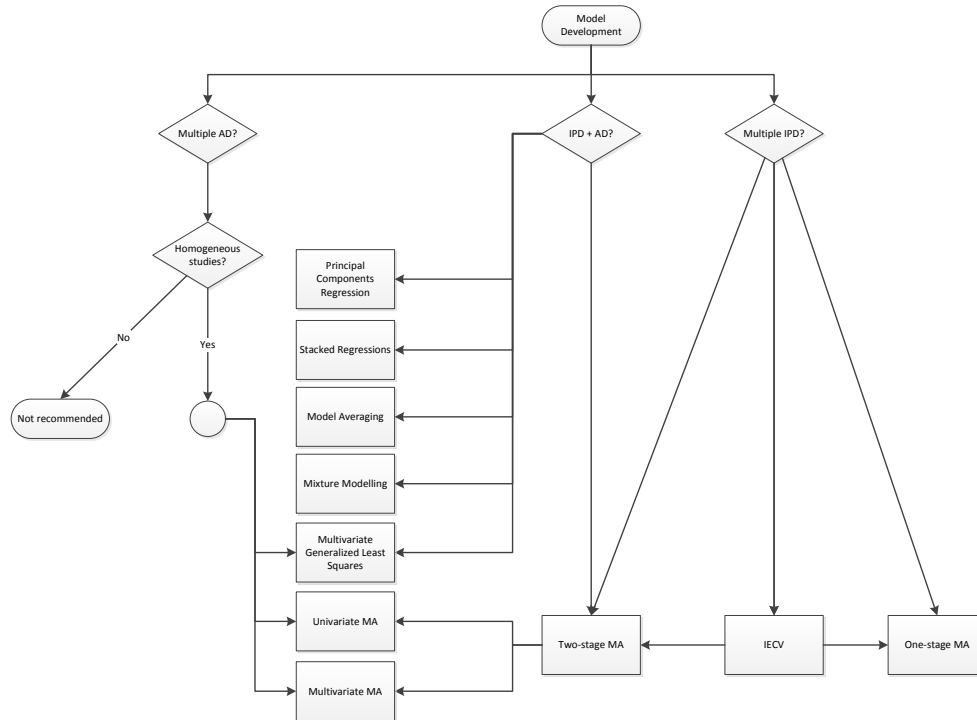 Model
Development
Multiple AD?
IPD + AD?
Multiple IPD?
Homogeneous
studies?
No
Yes
Not recommended
Principal
Components
Regression
Stacked Regressions
Model Averaging
Mixture Modelling
Multivariate
Generalized Least
Squares
Univariate MA
Multivariate MA
Two-stage MA
IECV
One-stage MA